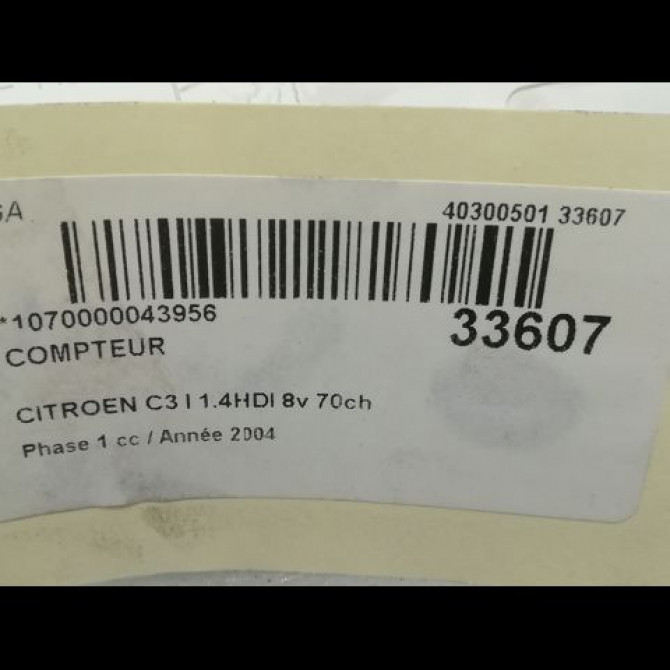 40300501 33607
*1070000043956
33607
COMPTEUR
CITROEN C3 I 1.4HDI 8v 70ch
Phase 1 cc / Année 2004